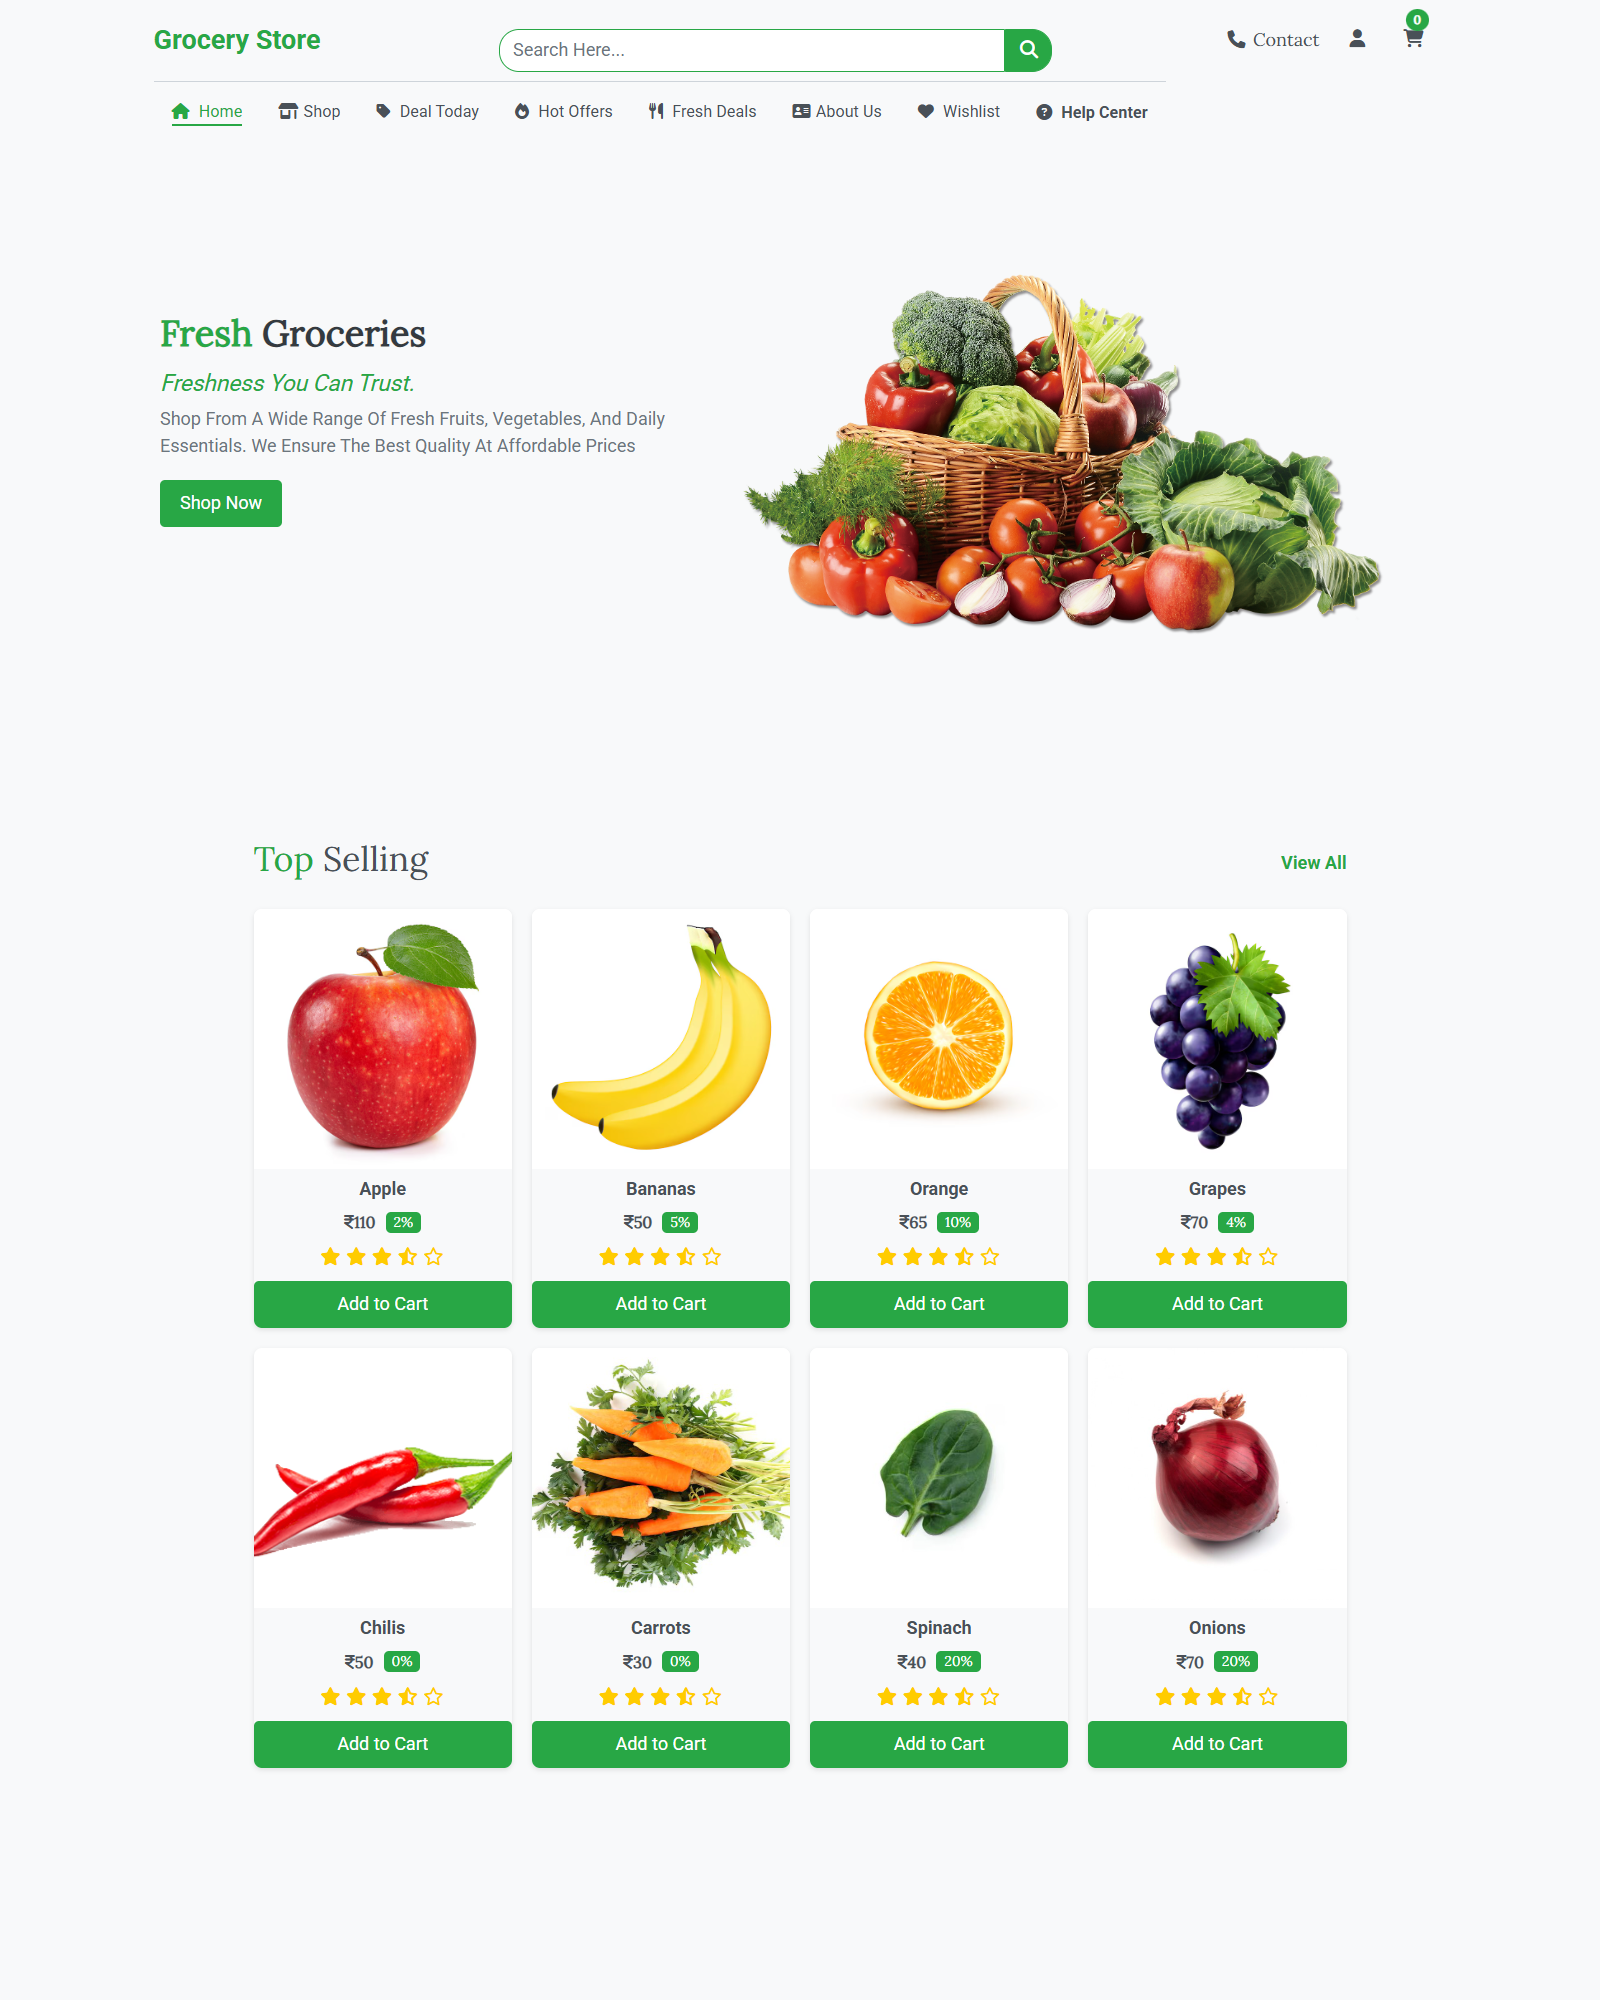 Grocery Store
Search Here...
Contact
0
Home
Shop
Deal Today
Hot Offers
Fresh Deals
About Us
Wishlist
Help Center
Fresh Groceries
Freshness You Can Trust.
Shop From A Wide Range Of Fresh Fruits, Vegetables, And Daily
Essentials. We Ensure The Best Quality At Affordable Prices
Shop Now
Top Selling
View All
Apple
₹110 2%
Add to Cart
Bananas
₹50 5%
Add to Cart
Orange
₹65 10%
Add to Cart
Grapes
₹70 4%
Add to Cart
Chilis
₹50 0%
Add to Cart
Carrots
₹30 0%
Add to Cart
Spinach
₹40 20%
Add to Cart
Onions
₹70 20%
Add to Cart